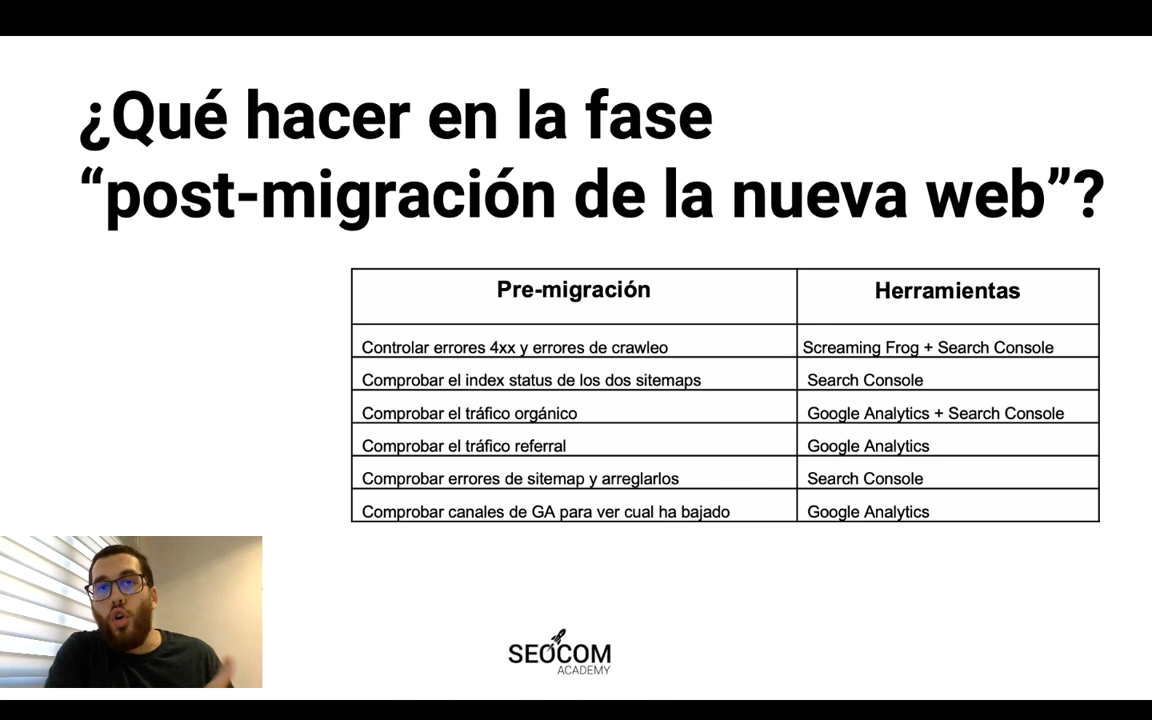 ¿Qué hacer en la fase
“post-migración de la nueva web”?
Pre-migración Herramientas
Controlar errores 4xx y errores de crawleo Screaming Frog + Search Console
Comprobar el index status de los dos sitemaps Search Console
Comprobar el tráfico orgánico Google Analytics + Search Console
Comprobar el tráfico referral Google Analytics
Comprobar errores de sitemap y arreglarlos Search Console
Comprobar canales de GA para ver cual ha bajado Google Analytics
SEOCOM
ACADEMY